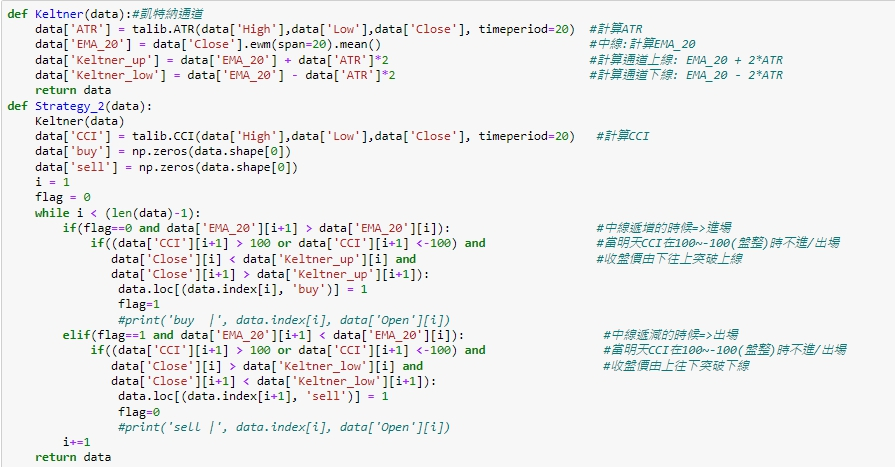 def Keltner(data):#凱特納通道
    data['ATR'] = talib.ATR(data['High'],data['Low'],data['Close'], timeperiod=20)  #計算ATR
    data['EMA_20'] = data['Close'].ewm(span=20).mean()                              #中線:計算EMA_20
    data['Keltner_up'] = data['EMA_20'] + data['ATR']*2                             #計算通道上線: EMA_20 + 2*ATR
    data['Keltner_low'] = data['EMA_20'] - data['ATR']*2                            #計算通道下線: EMA_20 - 2*ATR
    return data
def Strategy_2(data):
    Keltner(data)
    data['CCI'] = talib.CCI(data['High'],data['Low'],data['Close'], timeperiod=20)   #計算CCI
    data['buy'] = np.zeros(data.shape[0])
    data['sell'] = np.zeros(data.shape[0])
    i = 1
    flag = 0
    while i < (len(data)-1):
        if(flag==0 and data['EMA_20'][i+1] > data['EMA_20'][i]):                     #中線遞增的時候=>進場
            if((data['CCI'][i+1] > 100 or data['CCI'][i+1] <-100) and                #當明天CCI在100~-100(盤整)時不進/出場
               data['Close'][i] < data['Keltner_up'][i] and                          #收盤價由下往上突破上線
               data['Close'][i+1] > data['Keltner_up'][i+1]):
                data.loc[(data.index[i], 'buy')] = 1
                flag=1
                #print('buy  |', data.index[i], data['Open'][i])
        elif(flag==1 and data['EMA_20'][i+1] < data['EMA_20'][i]):                    #中線遞減的時候=>出場
            if((data['CCI'][i+1] > 100 or data['CCI'][i+1] <-100) and                 #當明天CCI在100~-100(盤整)時不進/出場
               data['Close'][i] > data['Keltner_low'][i] and                          #收盤價由上往下突破下線
               data['Close'][i+1] < data['Keltner_low'][i+1]):
                data.loc[(data.index[i+1], 'sell')] = 1
                flag=0
                #print('sell |', data.index[i], data['Open'][i])
        i+=1
    return data